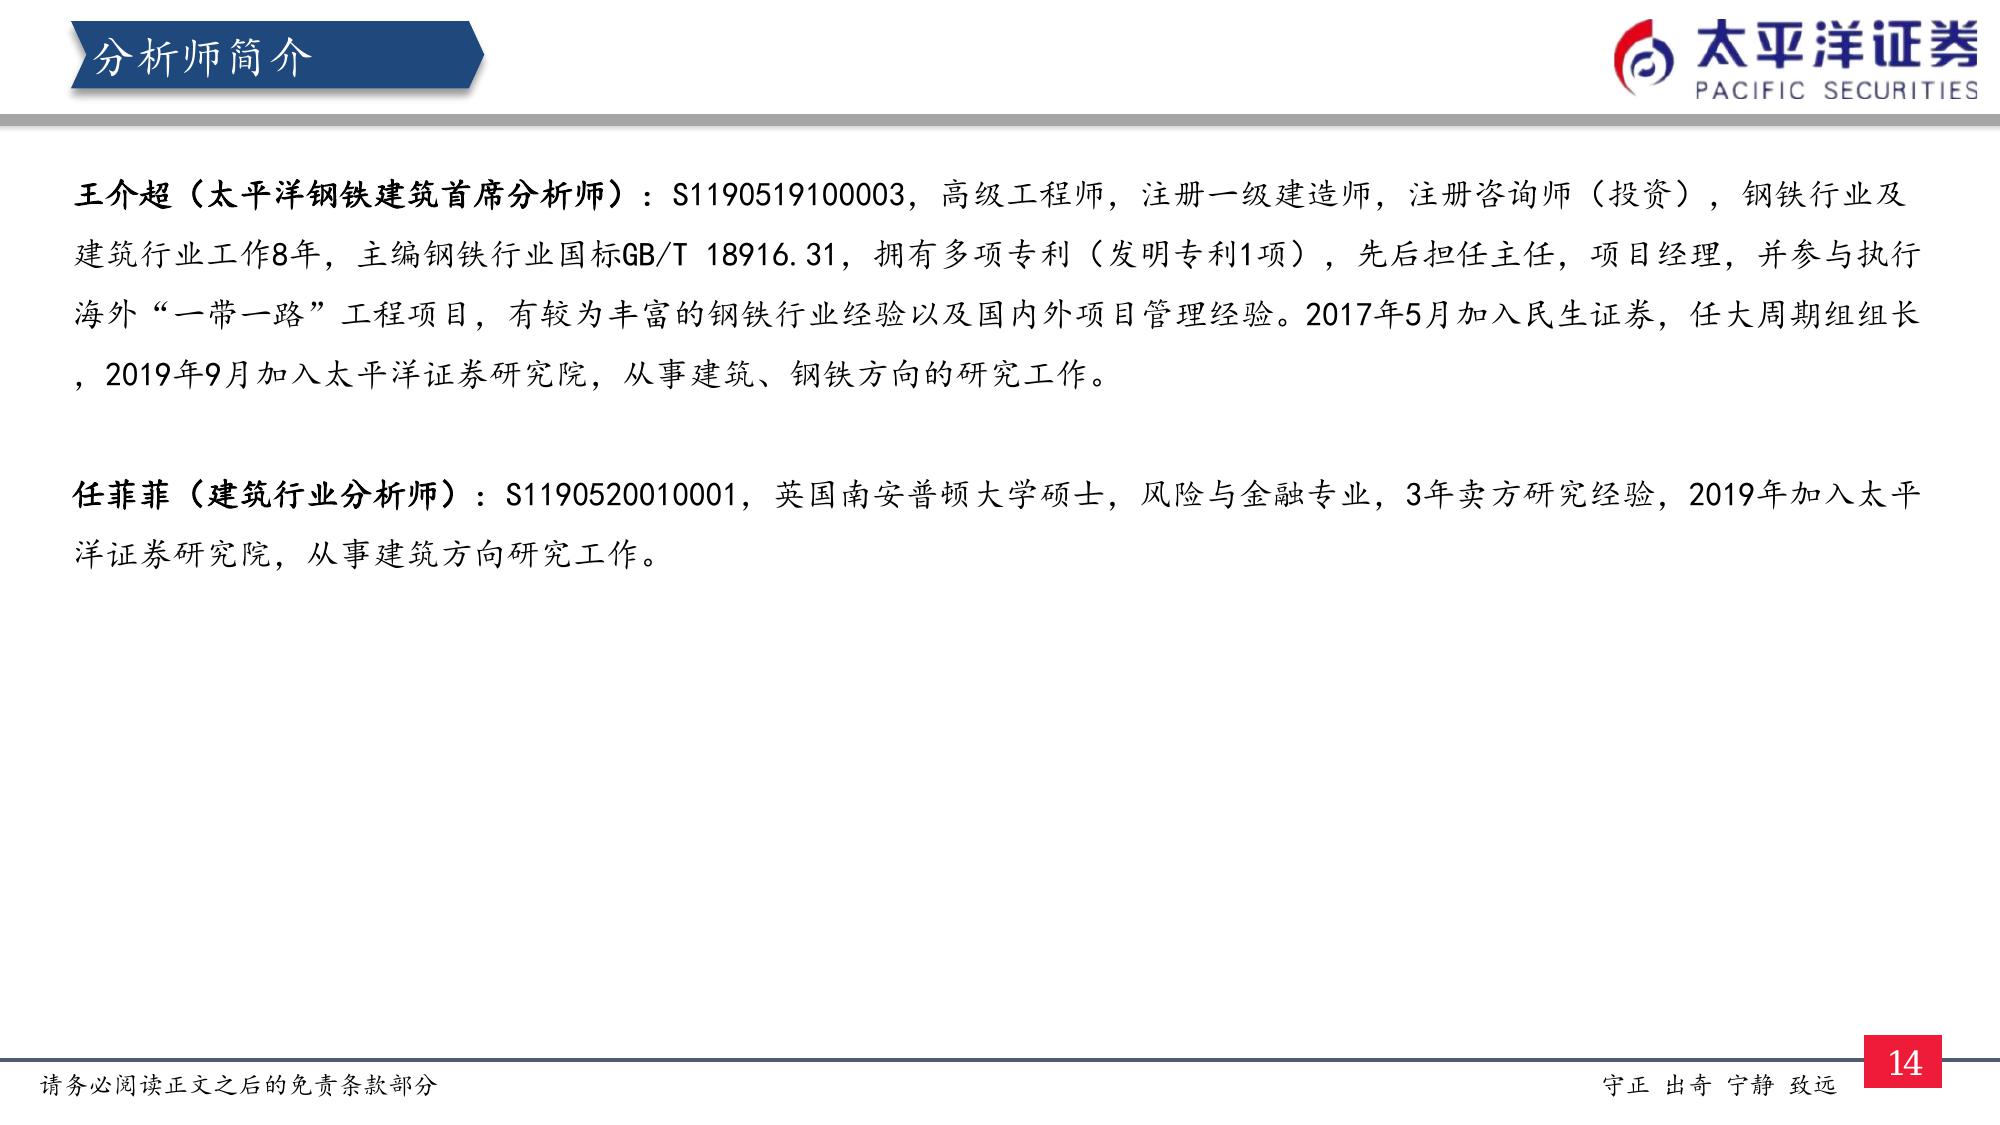 分析师简介
太平洋证券
PACIFIC SECURITIES
王介超（太平洋钢铁建筑首席分析师）：S1190519100003，高级工程师，注册一级建造师，注册咨询师（投资），钢铁行业及
建筑行业工作8年，主编钢铁行业国标GB/T 18916.31，拥有多项专利（发明专利1项），先后担任主任，项目经理，并参与执行
海外“一带一路”工程项目，有较为丰富的钢铁行业经验以及国内外项目管理经验。2017年5月加入民生证券，任大周期组组长
，2019年9月加入太平洋证券研究院，从事建筑、钢铁方向的研究工作。
任菲菲（建筑行业分析师）：S1190520010001，英国南安普顿大学硕士，风险与金融专业，3年卖方研究经验，2019年加入太平
洋证券研究院，从事建筑方向研究工作。
请务必阅读正文之后的免责条款部分
守正 出奇 宁静 致远
14